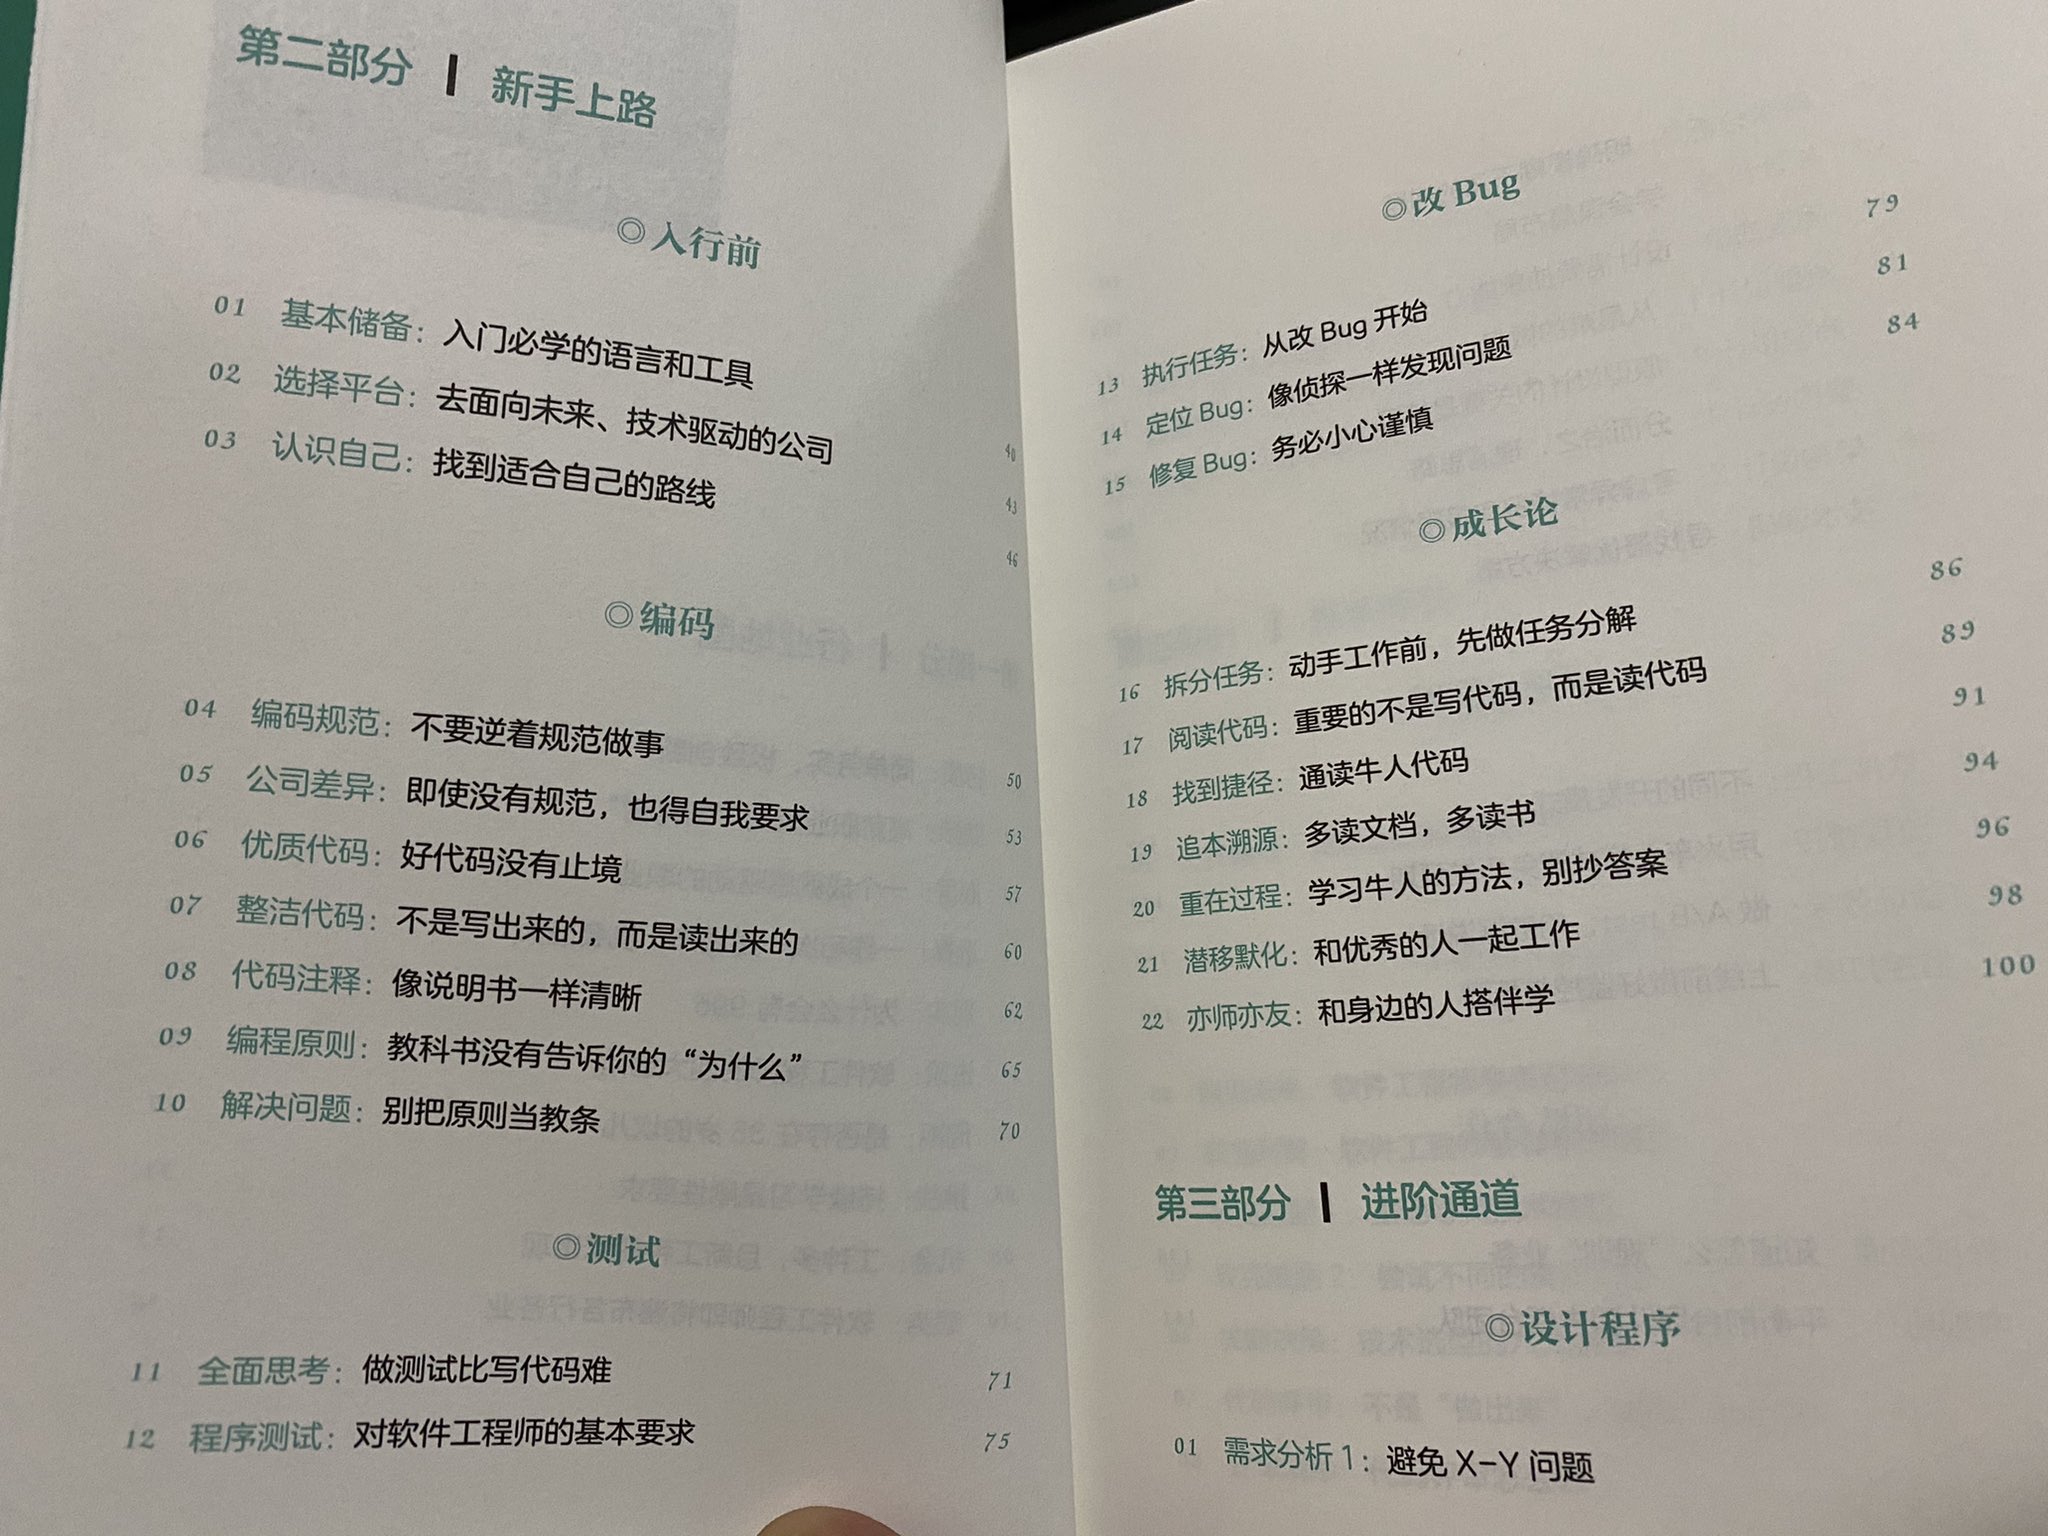 第二部分 | 新手上路
◎入行前
01 基本储备：入门必学的语言和工具 40
02 选择平台：去面向未来、技术驱动的公司 43
03 认识自己：找到适合自己的路线 46
◎编码
04 编码规范：不要逆着规范做事 50
05 公司差异：即使没有规范，也得自我要求 53
06 优质代码：好代码没有止境 57
07 整洁代码：不是写出来的，而是读出来的 60
08 代码注释：像说明书一样清晰 62
09 编程原则：教科书没有告诉你的“为什么” 65
10 解决问题：别把原则当教条 70
◎测试
11 全面思考：做测试比写代码难 71
12 程序测试：对软件工程师的基本要求 75
◎改 Bug
13 执行任务：从改 Bug 开始 79
14 定位 Bug：像侦探一样发现问题 81
15 修复 Bug：务必小心谨慎 84
◎成长论
16 拆分任务：动手工作前，先做任务分解 86
17 阅读代码：重要的不是写代码，而是读代码 89
18 找到捷径：通读牛人代码 91
19 追本溯源：多读文档，多读书 94
20 重在过程：学习牛人的方法，别抄答案 96
21 潜移默化：和优秀的人一起工作 98
22 亦师亦友：和身边的人搭伴学 100
第三部分 | 进阶通道
◎设计程序
01 需求分析 1：避免 X-Y 问题